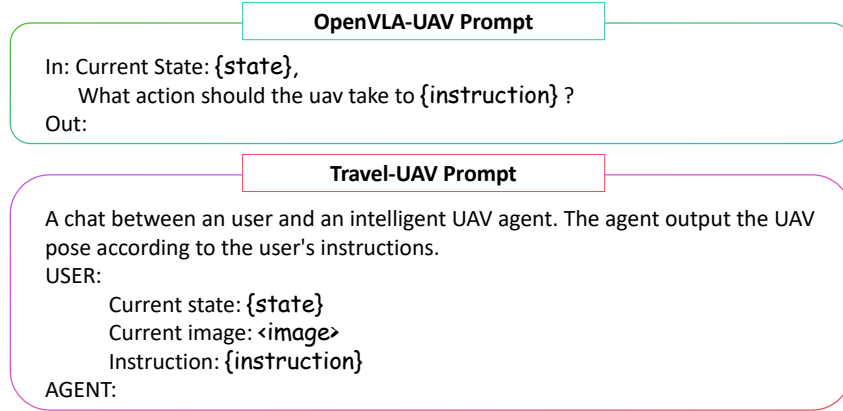 OpenVLA-UAV Prompt
In: Current State: {state},
What action should the uav take to {instruction} ?
Out:
Travel-UAV Prompt
A chat between an user and an intelligent UAV agent. The agent output the UAV
pose according to the user's instructions.
USER:
Current state: {state}
Current image: <image>
Instruction: {instruction}
AGENT: